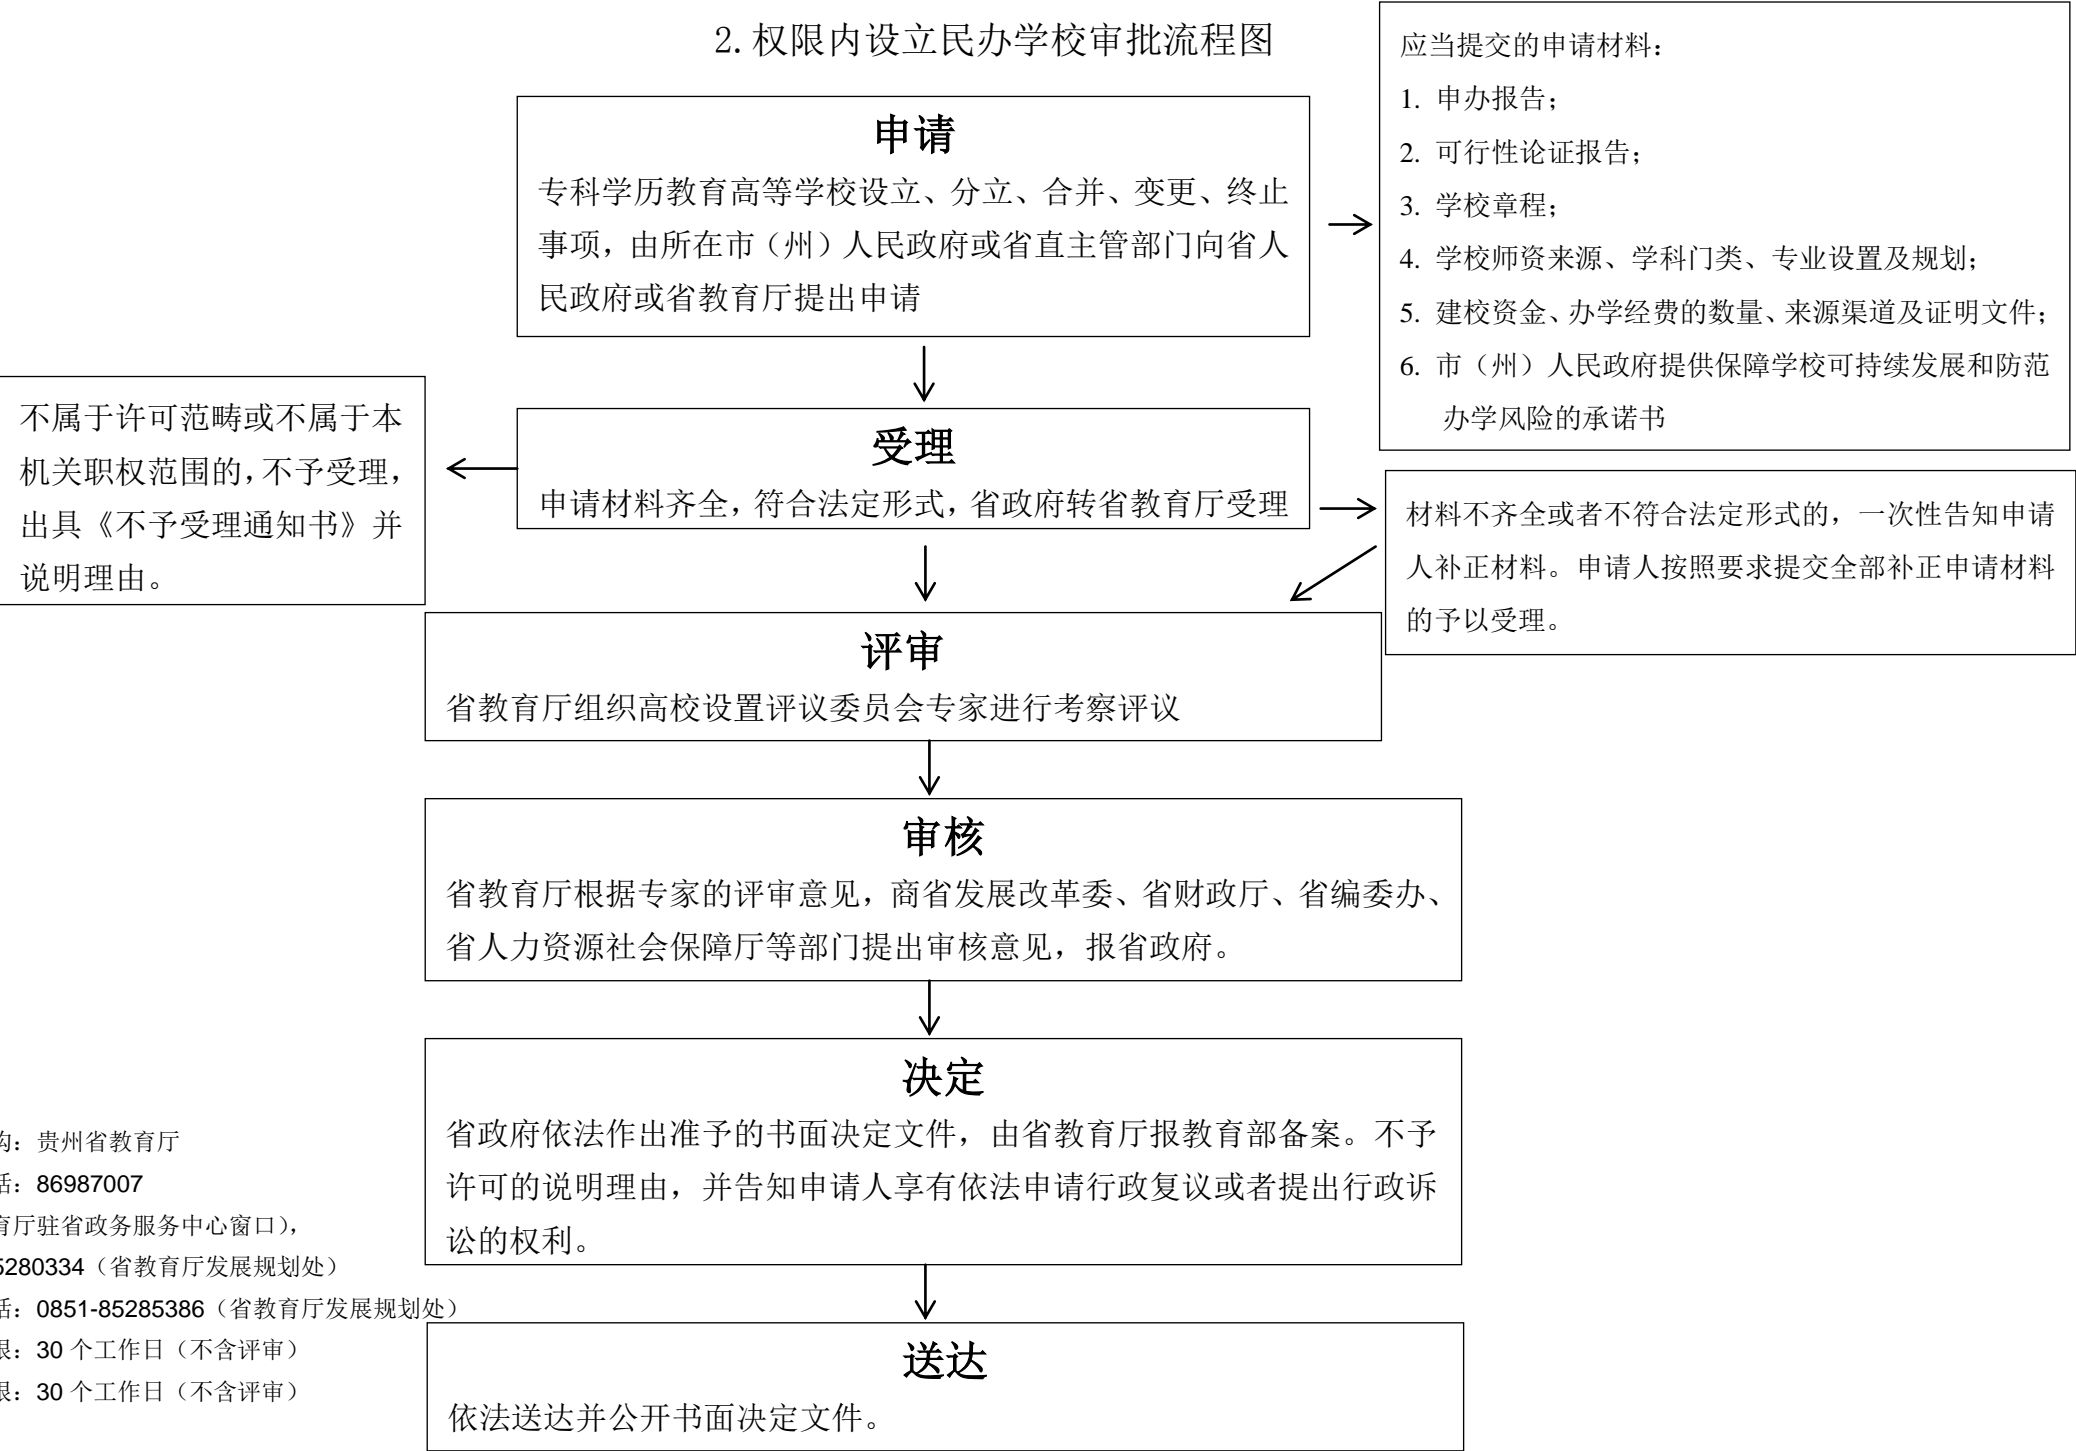 2.权限内设立民办学校审批流程图
应当提交的申请材料：
1. 申办报告；
2. 可行性论证报告；
3. 学校章程；
4. 学校师资来源、学科门类、专业设置及规划；
5. 建校资金、办学经费的数量、来源渠道及证明文件；
6. 市（州）人民政府提供保障学校可持续发展和防范
办学风险的承诺书
申请
专科学历教育高等学校设立、分立、合并、变更、终止
事项，由所在市（州）人民政府或省直主管部门向省人
民政府或省教育厅提出申请
不属于许可范畴或不属于本
机关职权范围的，不予受理，
出具《不予受理通知书》并
说明理由。
受理
申请材料齐全，符合法定形式，省政府转省教育厅受理
材料不齐全或者不符合法定形式的，一次性告知申请
人补正材料。申请人按照要求提交全部补正申请材料
的予以受理。
评审
省教育厅组织高校设置评议委员会专家进行考察评议
审核
省教育厅根据专家的评审意见，商省发展改革委、省财政厅、省编委办、
省人力资源社会保障厅等部门提出审核意见，报省政府。
决定
省政府依法作出准予的书面决定文件，由省教育厅报教育部备案。不予
许可的说明理由，并告知申请人享有依法申请行政复议或者提出行政诉
讼的权利。
：贵州省教育厅
：86987007
育厅驻省政务服务中心窗口），
5280334（省教育厅发展规划处）
：0851-85285386（省教育厅发展规划处）
：30 个工作日（不含评审）
：30 个工作日（不含评审）
送达
依法送达并公开书面决定文件。